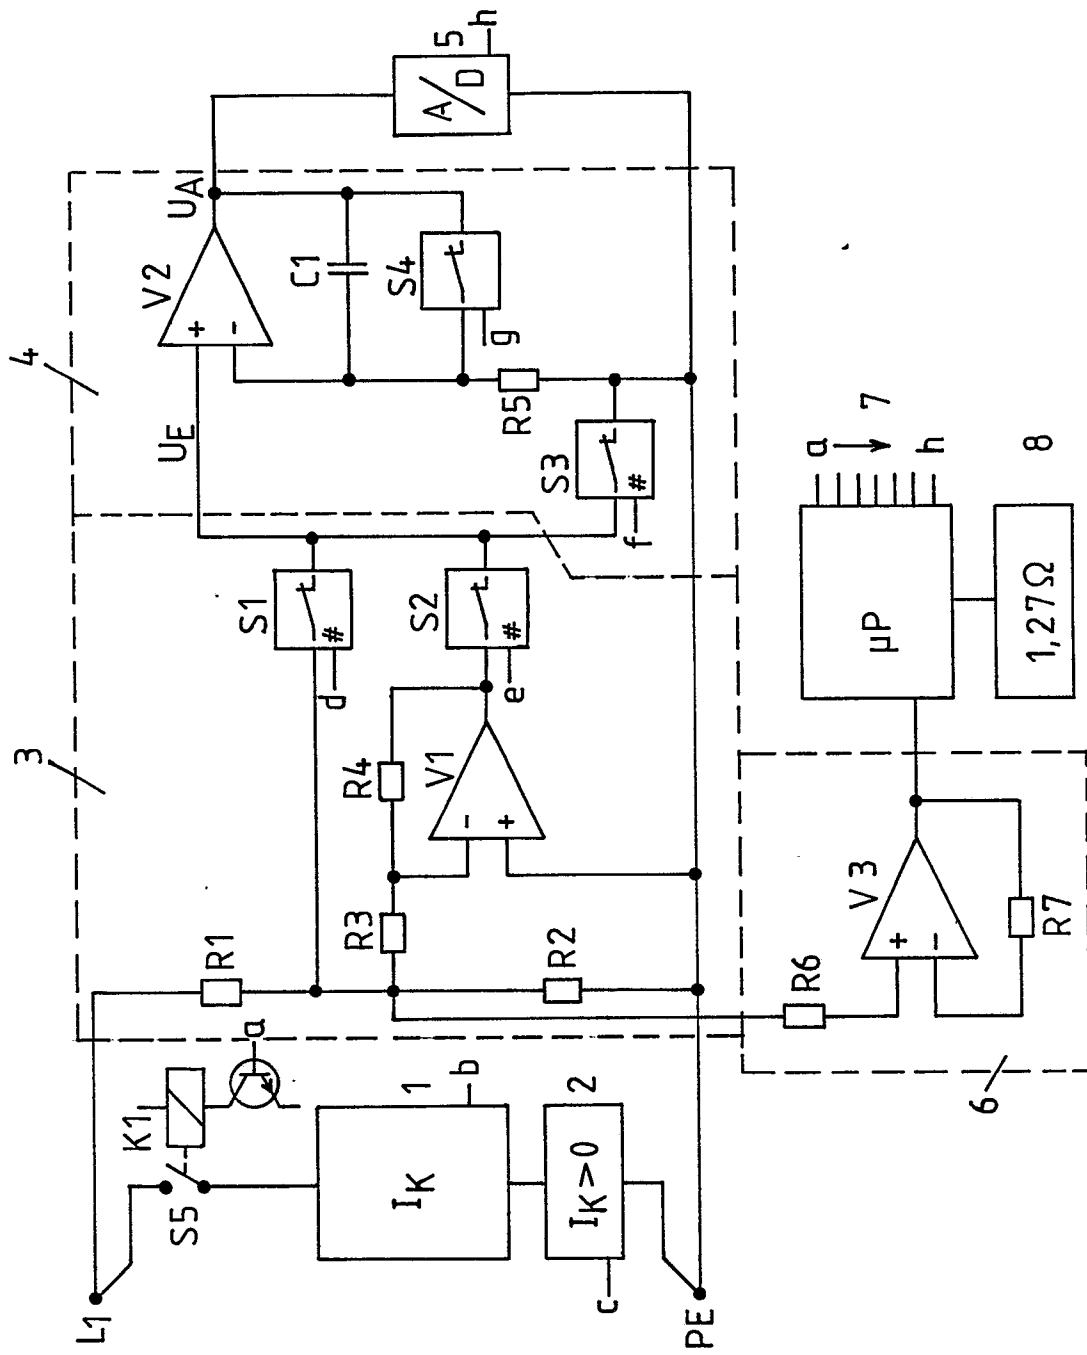 3
4
R1
S1
d
#
UE
V2
+
-
UA
5
A/D
h
R3
R4
V1
-
+
S2
e
#
C1
S4
g
R2
S3
f
#
R5
L1
S5
K1
a
IK
1
b
IK>0
2
c
PE
6
R6
V3
+
-
R7
µP
a
7
h
1,27Ω
8